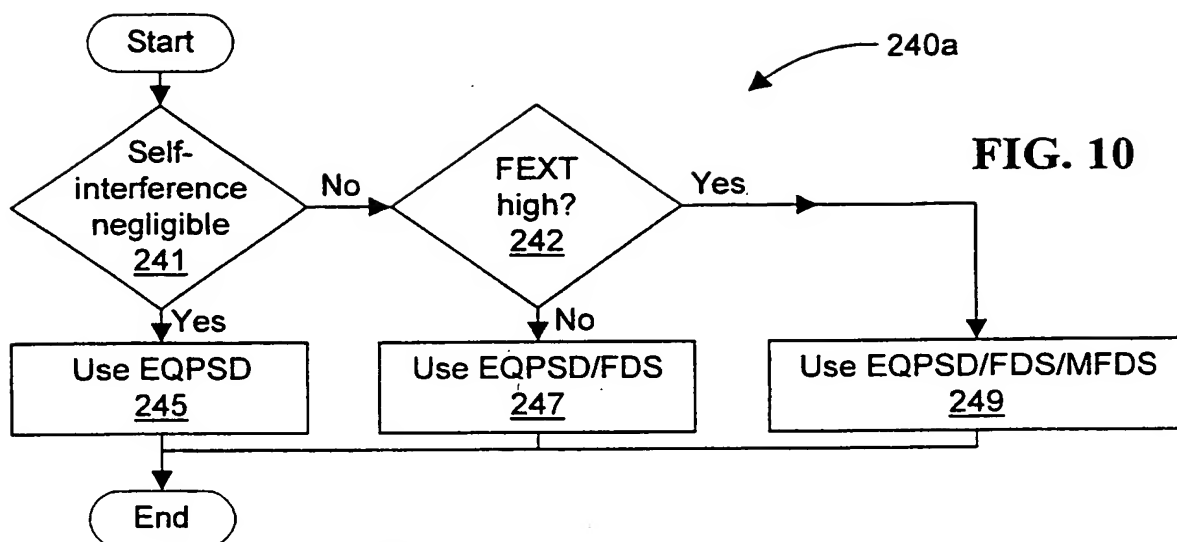 Start
240a
FIG. 10
Self-
interference
negligible
241
No
FEXT
high?
242
Yes
Yes
No
Use EQPSD
245
Use EQPSD/FDS
247
Use EQPSD/FDS/MFDS
249
End